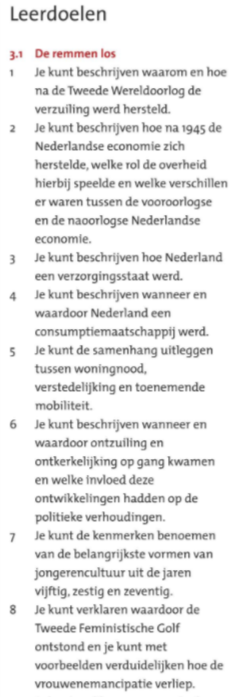 Leerdoelen
3.1 De remmen los
1 Je kunt beschrijven waarom en hoe
na de Tweede Wereldoorlog de
verzuiling werd hersteld.
2 Je kunt beschrijven hoe na 1945 de
Nederlandse economie zich
herstelde, welke rol de overheid
hierbij speelde en welke verschillen
er waren tussen de vooroorlogse
en de naoorlogse Nederlandse
economie.
3 Je kunt beschrijven hoe Nederland
een verzorgingsstaat werd.
4 Je kunt beschrijven wanneer en
waardoor Nederland een
consumptiemaatschappij werd.
5 Je kunt de samenhang uitleggen
tussen woningnood,
verstedelijking en toenemende
mobiliteit.
6 Je kunt beschrijven wanneer en
waardoor ontzuiling en
ontkerkelijking op gang kwamen
en welke invloed deze
ontwikkelingen hadden op de
politieke verhoudingen.
7 Je kunt de kenmerken benoemen
van de belangrijkste vormen van
jongerencultuur uit de jaren
vijftig, zestig en zeventig.
8 Je kunt verklaren waardoor de
Tweede Feministische Golf
ontstond en je kunt met
voorbeelden verduidelijken hoe de
vrouwenemancipatie verliep.